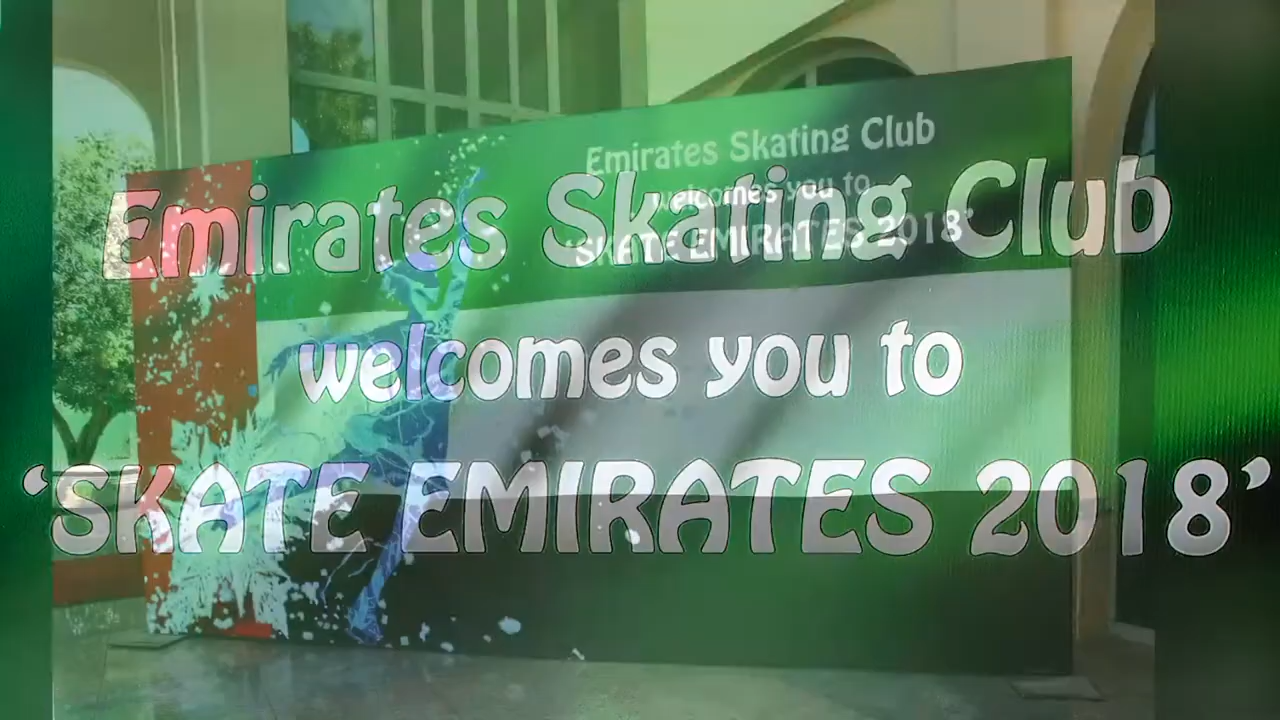 Emirates Skating Club
welcomes you to
'SKATE EMIRATES 2018'
Emirates Skating Club
welcomes you to
‘SKATE EMIRATES 2018’